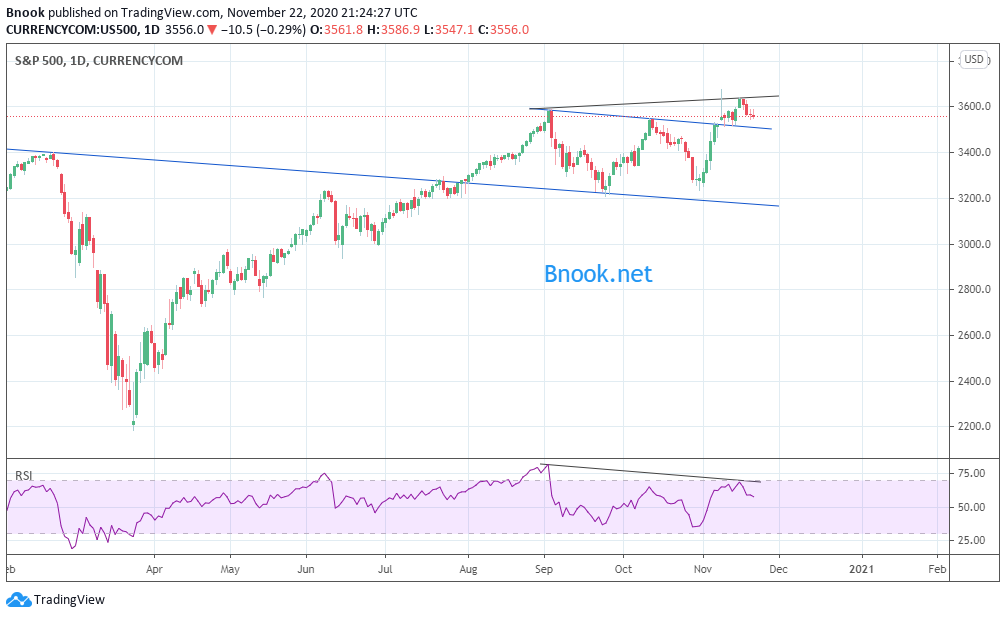 Bnook published on TradingView.com, November 22, 2020 21:24:27 UTC
CURRENCYCOM:US500, 1D 3556.0 ▼ −10.5 (−0.29%) O:3561.8 H:3586.9 L:3547.1 C:3556.0
S&P 500, 1D, CURRENCYCOM
USD
3600.0
3400.0
3200.0
3000.0
2800.0
2600.0
2400.0
2200.0
Bnook.net
RSI
75.00
50.00
25.00
eb Apr May Jun Jul Aug Sep Oct Nov Dec 2021 Feb
TradingView